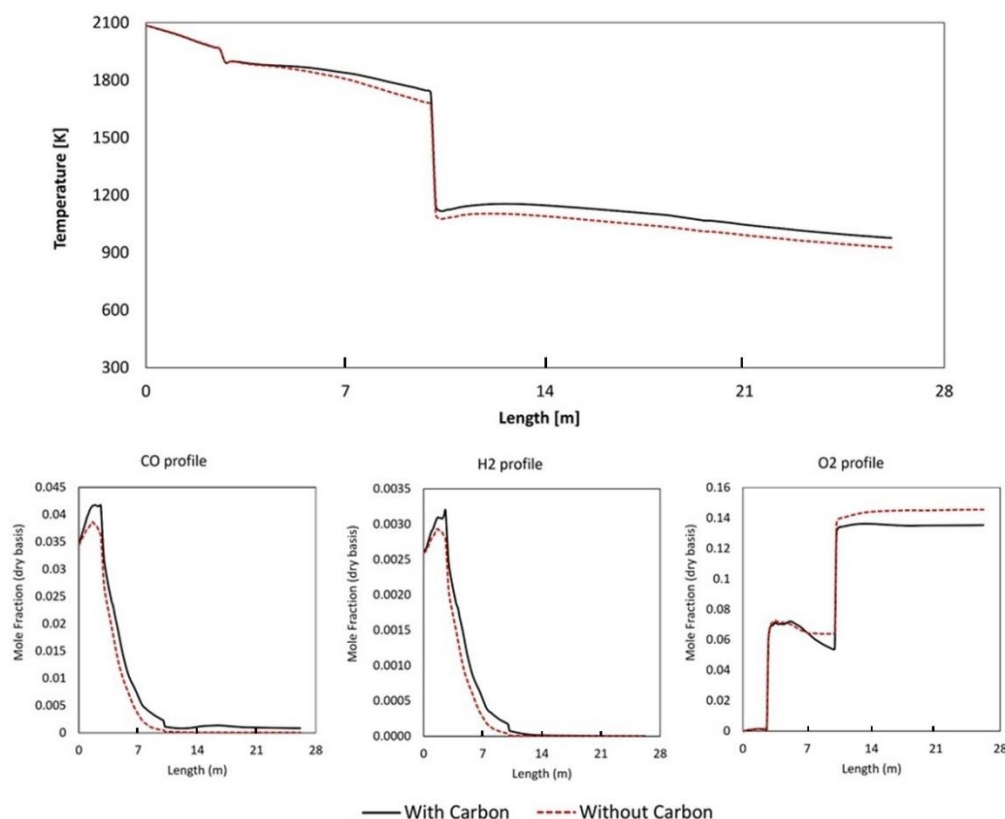 2100
1800
1500
1200
900
600
300
Temperature [K]
0 7 14 21 28
Length [m]
CO profile
0.045
0.04
0.035
0.03
0.025
0.02
0.015
0.01
0.005
0
Mole Fraction (dry basis)
0 7 14 21 28
Length (m)
H2 profile
0.0035
0.0030
0.0025
0.0020
0.0015
0.0010
0.0005
0.0000
Mole Fraction (dry basis)
0 7 14 21 28
Length (m)
O2 profile
0.16
0.14
0.12
0.1
0.08
0.06
0.04
0.02
0
Mole Fraction (dry basis)
0 7 14 21 28
Length (m)
With Carbon Without Carbon